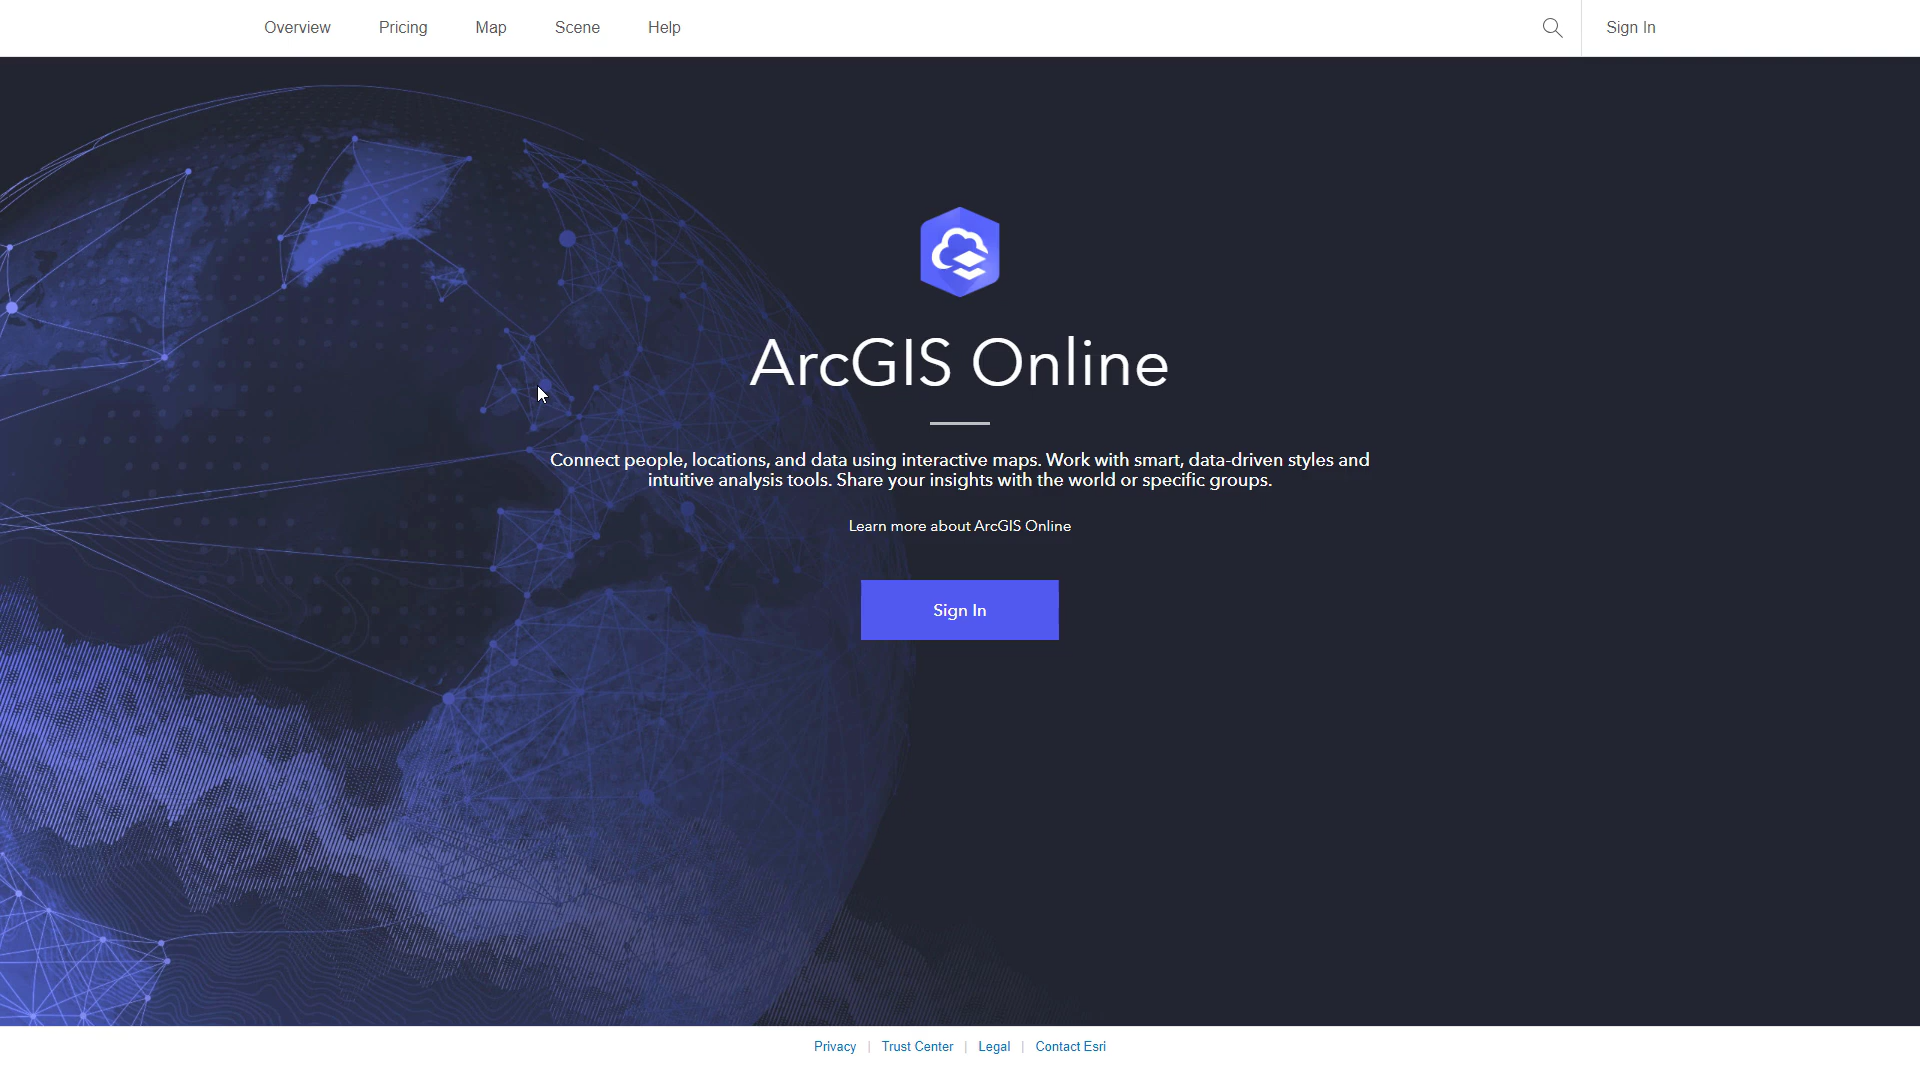 Overview Pricing Map Scene Help Sign In
ArcGIS Online
Connect people, locations, and data using interactive maps. Work with smart, data-driven styles and
intuitive analysis tools. Share your insights with the world or specific groups.
Learn more about ArcGIS Online
Sign In
Privacy | Trust Center | Legal | Contact Esri